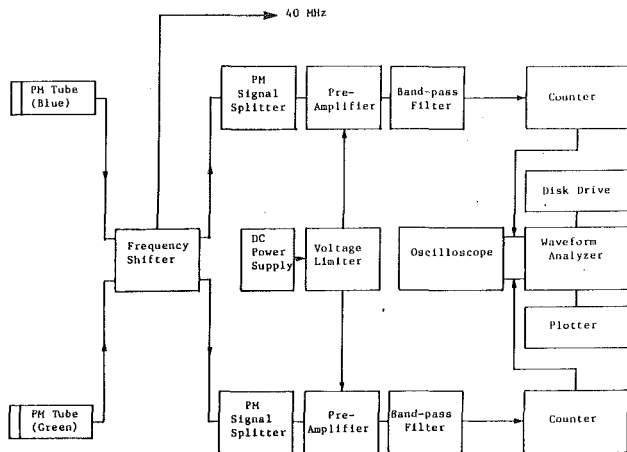 40 MHz
PM Tube
(Blue)
PM
Signal
Splitter
Pre-
Amplifier
Band-pass
Filter
Counter
Disk Drive
Frequency
Shifter
DC
Power
Supply
Voltage
Limiter
Oscilloscope
Waveform
Analyzer
Plotter
PM Tube
(Green)
PM
Signal
Splitter
Pre-
Amplifier
Band-pass
Filter
Counter